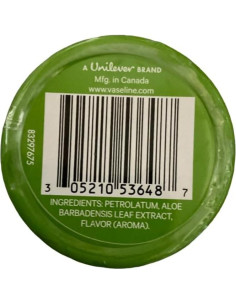 A Unilever BRAND
Mfg. in Canada
www.vaseline.com
83297675
3 05210 53648 7
INGREDIENTS: PETROLATUM, ALOE
BARBADENSIS LEAF EXTRACT,
FLAVOR (AROMA).